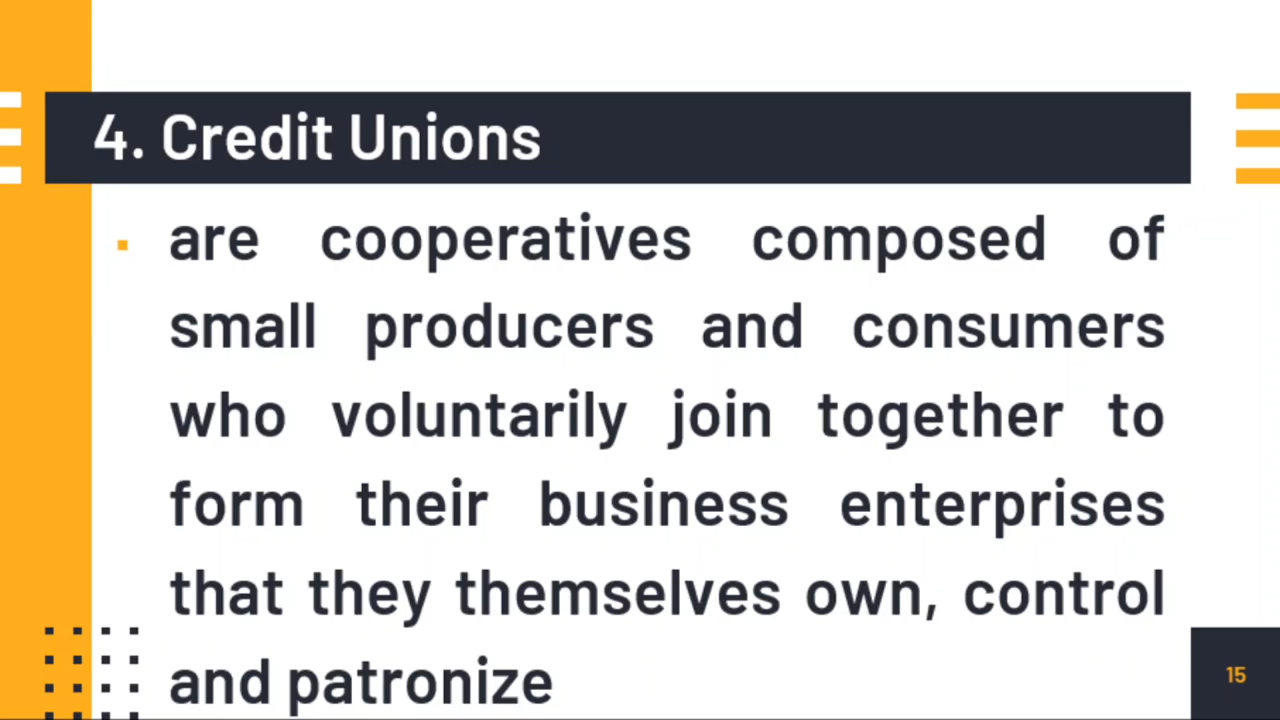 4. Credit Unions
are cooperatives composed of
small producers and consumers
who voluntarily join together to
form their business enterprises
that they themselves own, control
and patronize
15